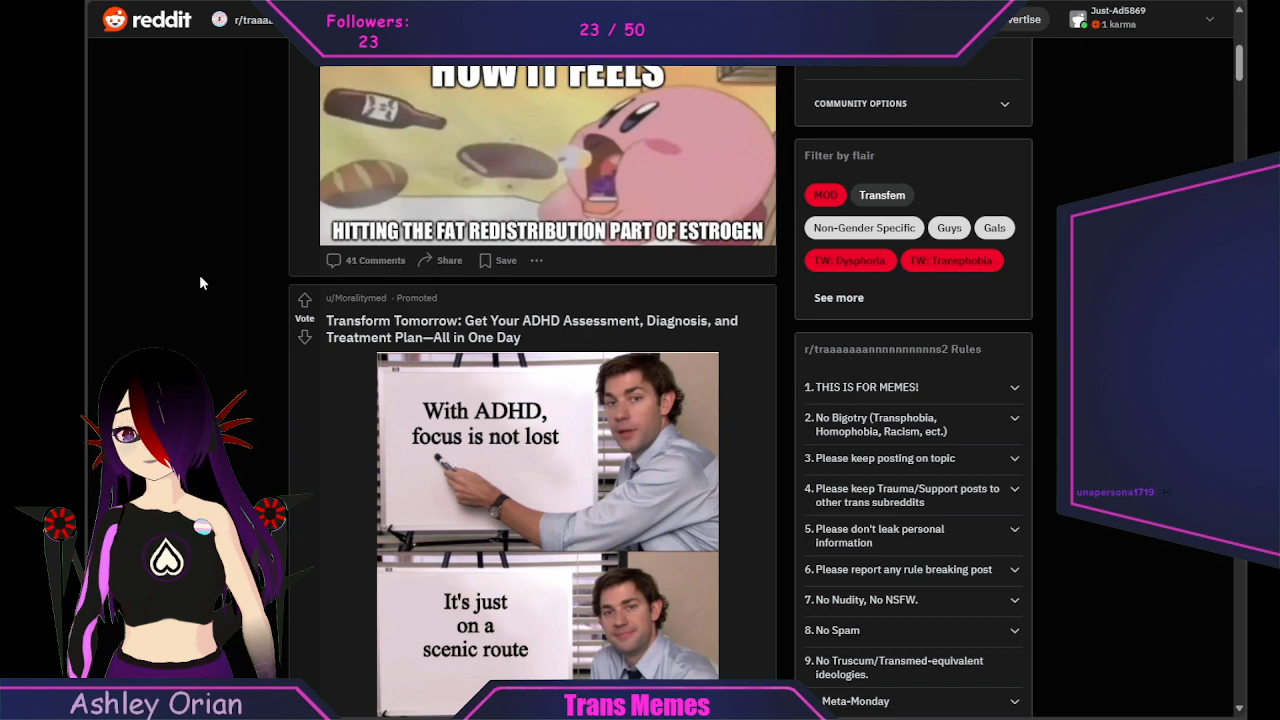 reddit
r/traaa
Followers:
23
23 / 50
vertise
Just-Ad5869
1 karma
HOW IT FEELS
HITTING THE FAT REDISTRIBUTION PART OF ESTROGEN
41 Comments
Share
Save
COMMUNITY OPTIONS
Filter by flair
MOD
Transfem
Non-Gender Specific
Guys
Gals
TW: Dysphoria
TW: Transphobia
See more
u/Moralitymed · Promoted
Vote
Transform Tomorrow: Get Your ADHD Assessment, Diagnosis, and
Treatment Plan—All in One Day
With ADHD,
focus is not lost
It's just
on a
scenic route
r/traaaaaaannnnnnnnnns2 Rules
1. THIS IS FOR MEMES!
2. No Bigotry (Transphobia,
Homophobia, Racism, ect.)
3. Please keep posting on topic
4. Please keep Trauma/Support posts to
other trans subreddits
5. Please don't leak personal
information
6. Please report any rule breaking post
7. No Nudity, No NSFW.
8. No Spam
9. No Truscum/Transmed-equivalent
ideologies.
Meta-Monday
unapersona1719:
Ashley Orian
Trans Memes